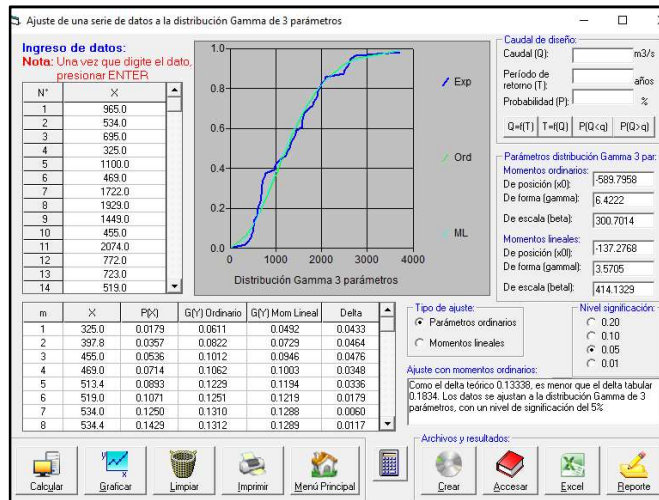 Ajuste de una serie de datos a la distribución Gamma de 3 parámetros
Ingreso de datos:
Nota: Una vez que digite el dato,
presionar ENTER
N° X
1 965.0
2 534.0
3 695.0
4 325.0
5 1100.0
6 469.0
7 1722.0
8 1929.0
9 1449.0
10 455.0
11 2074.0
12 772.0
13 723.0
14 519.0
1.0
0.8
0.6
0.4
0.2
0.0
0 1000 2000 3000 4000
Distribución Gamma 3 parámetros
Exp
Ord
ML
Caudal de diseño:
Caudal (Q): m3/s
Período de
retorno (T): años
Probabilidad (P): %
Q=f(T) T=f(Q) P(Q<q) P(Q>q)
Parámetros distribución Gamma 3 par:
Momentos ordinarios:
De posición (x0): -589.7958
De forma (gamma): 6.4222
De escala (beta): 300.7014
Momentos lineales:
De posición (x0l): -137.2768
De forma (gammal): 3.5705
De escala (betal): 414.1329
m X P(X) G(Y) Ordinario G(Y) Mom Lineal Delta
1 325.0 0.0179 0.0611 0.0492 0.0433
2 397.8 0.0357 0.0822 0.0729 0.0464
3 455.0 0.0536 0.1012 0.0946 0.0476
4 469.0 0.0714 0.1062 0.1003 0.0348
5 513.4 0.0893 0.1229 0.1194 0.0336
6 519.0 0.1071 0.1251 0.1219 0.0179
7 534.0 0.1250 0.1310 0.1288 0.0060
8 534.4 0.1429 0.1312 0.1289 0.0117
Tipo de ajuste:
Parámetros ordinarios
Momentos lineales
Nivel significación:
0.20
0.10
0.05
0.01
Ajuste con momentos ordinarios:
Como el delta teórico 0.13338, es menor que el delta tabular
0.1834. Los datos se ajustan a la distribución Gamma de 3
parámetros, con un nivel de significación del 5%
Calcular
Graficar
Limpiar
Imprimir
Menú Principal
Archivos y resultados:
Crear
Accesar
Excel
Reporte